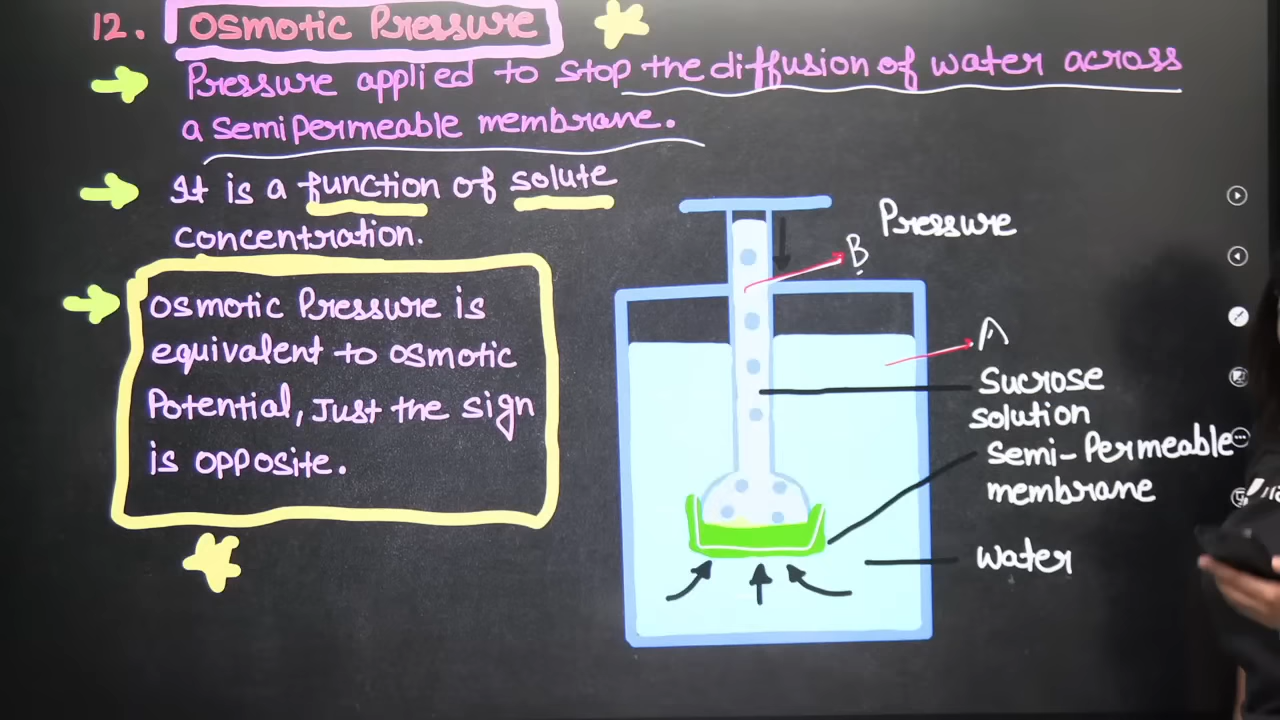 12. Osmotic Pressure
Pressure applied to stop the diffusion of water across
a semipermeable membrane.
It is a function of solute
concentration.
Osmotic Pressure is
equivalent to osmotic
Potential, Just the sign
is opposite.
Pressure
B
A
Sucrose
solution
semi-Permeable
membrane
water